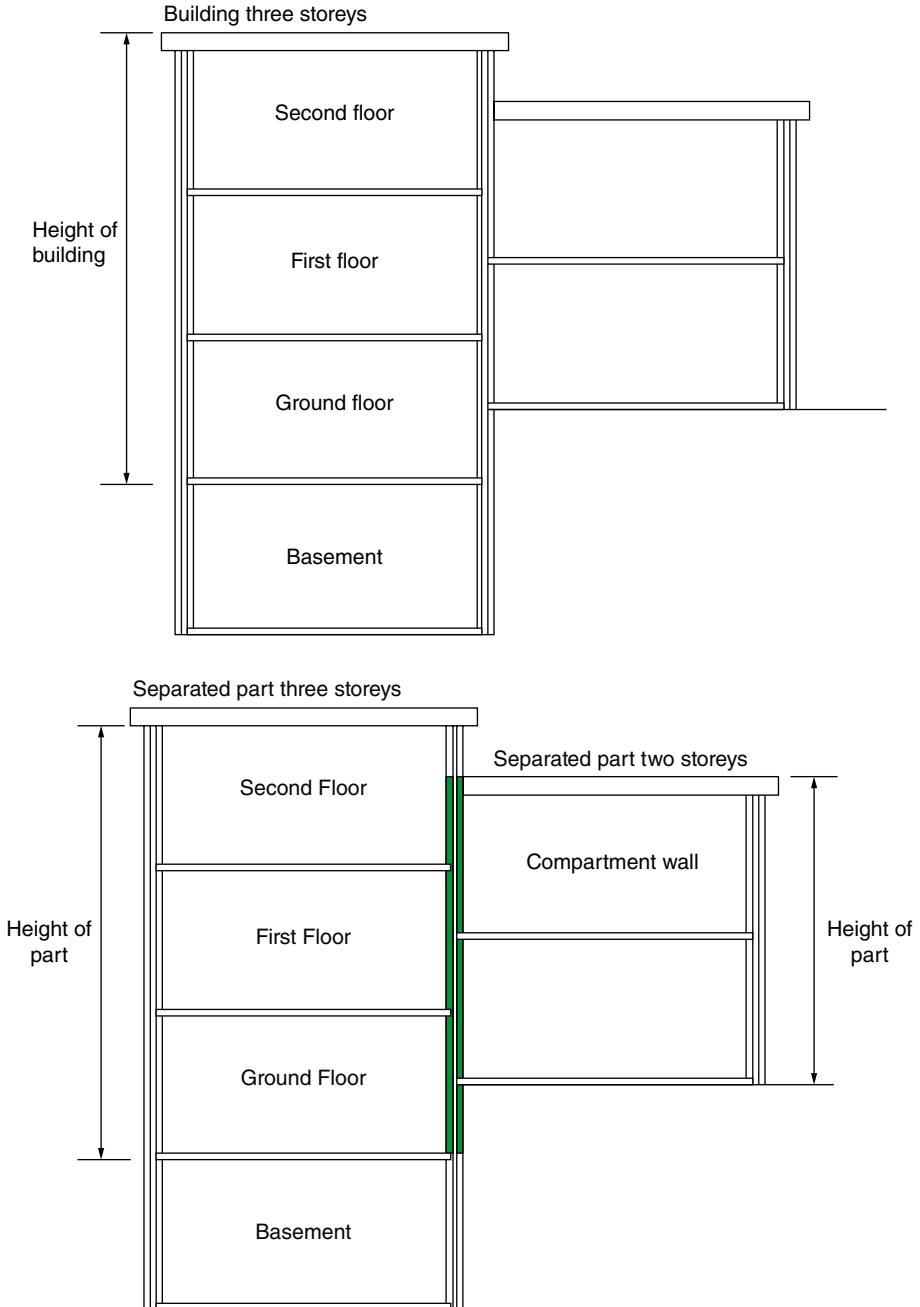 Building three storeys
Second floor
Height of
building
First floor
Ground floor
Basement
Separated part three storeys
Separated part two storeys
Second Floor
Compartment wall
Height of
part
First Floor
Height of
part
Ground Floor
Basement